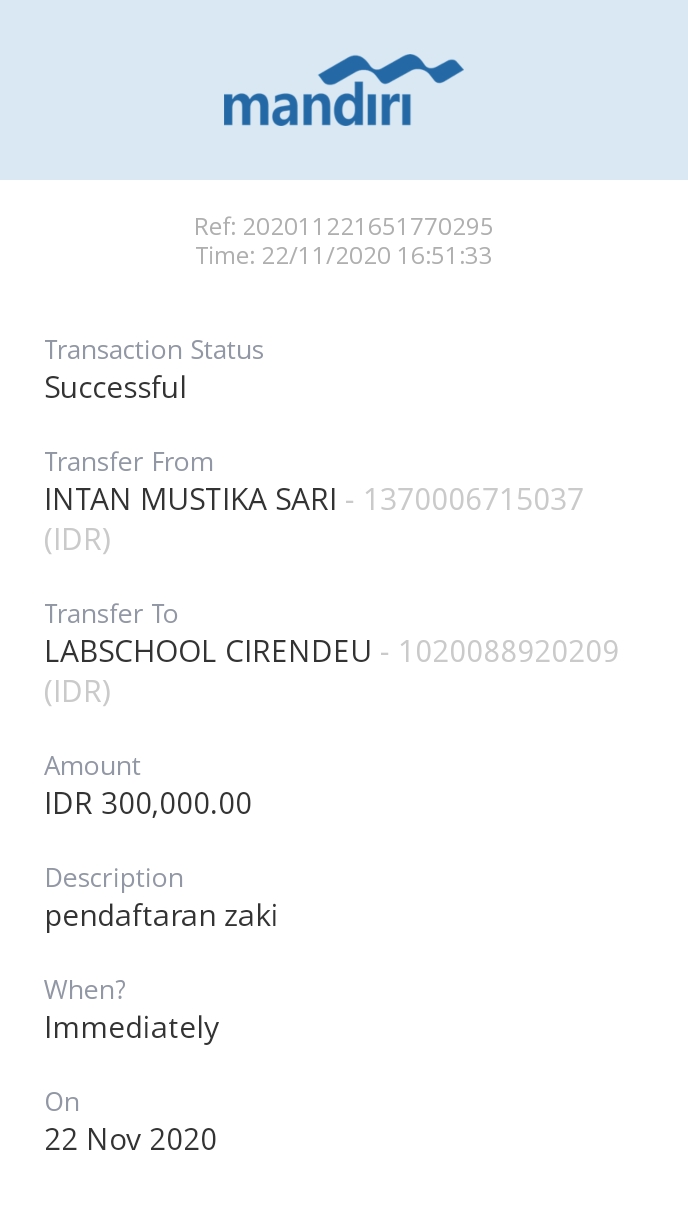 mandiri
Ref: 202011221651770295
Time: 22/11/2020 16:51:33
Transaction Status
Successful
Transfer From
INTAN MUSTIKA SARI - 1370006715037
(IDR)
Transfer To
LABSCHOOL CIRENDEU - 1020088920209
(IDR)
Amount
IDR 300,000.00
Description
pendaftaran zaki
When?
Immediately
On
22 Nov 2020